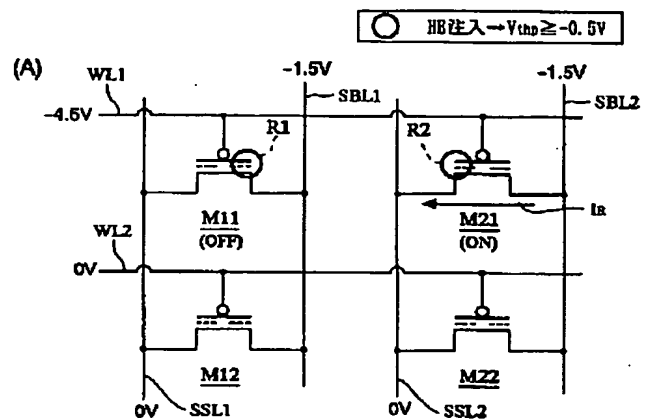 HE注入→Vthp≧-0.5V
(A)
WL1
-1.5V
-1.5V
SBL1
SBL2
-4.5V
R1
R2
M11
(OFF)
M21
(ON)
IR
WL2
0V
M12
M22
0V
SSL1
0V
SSL2